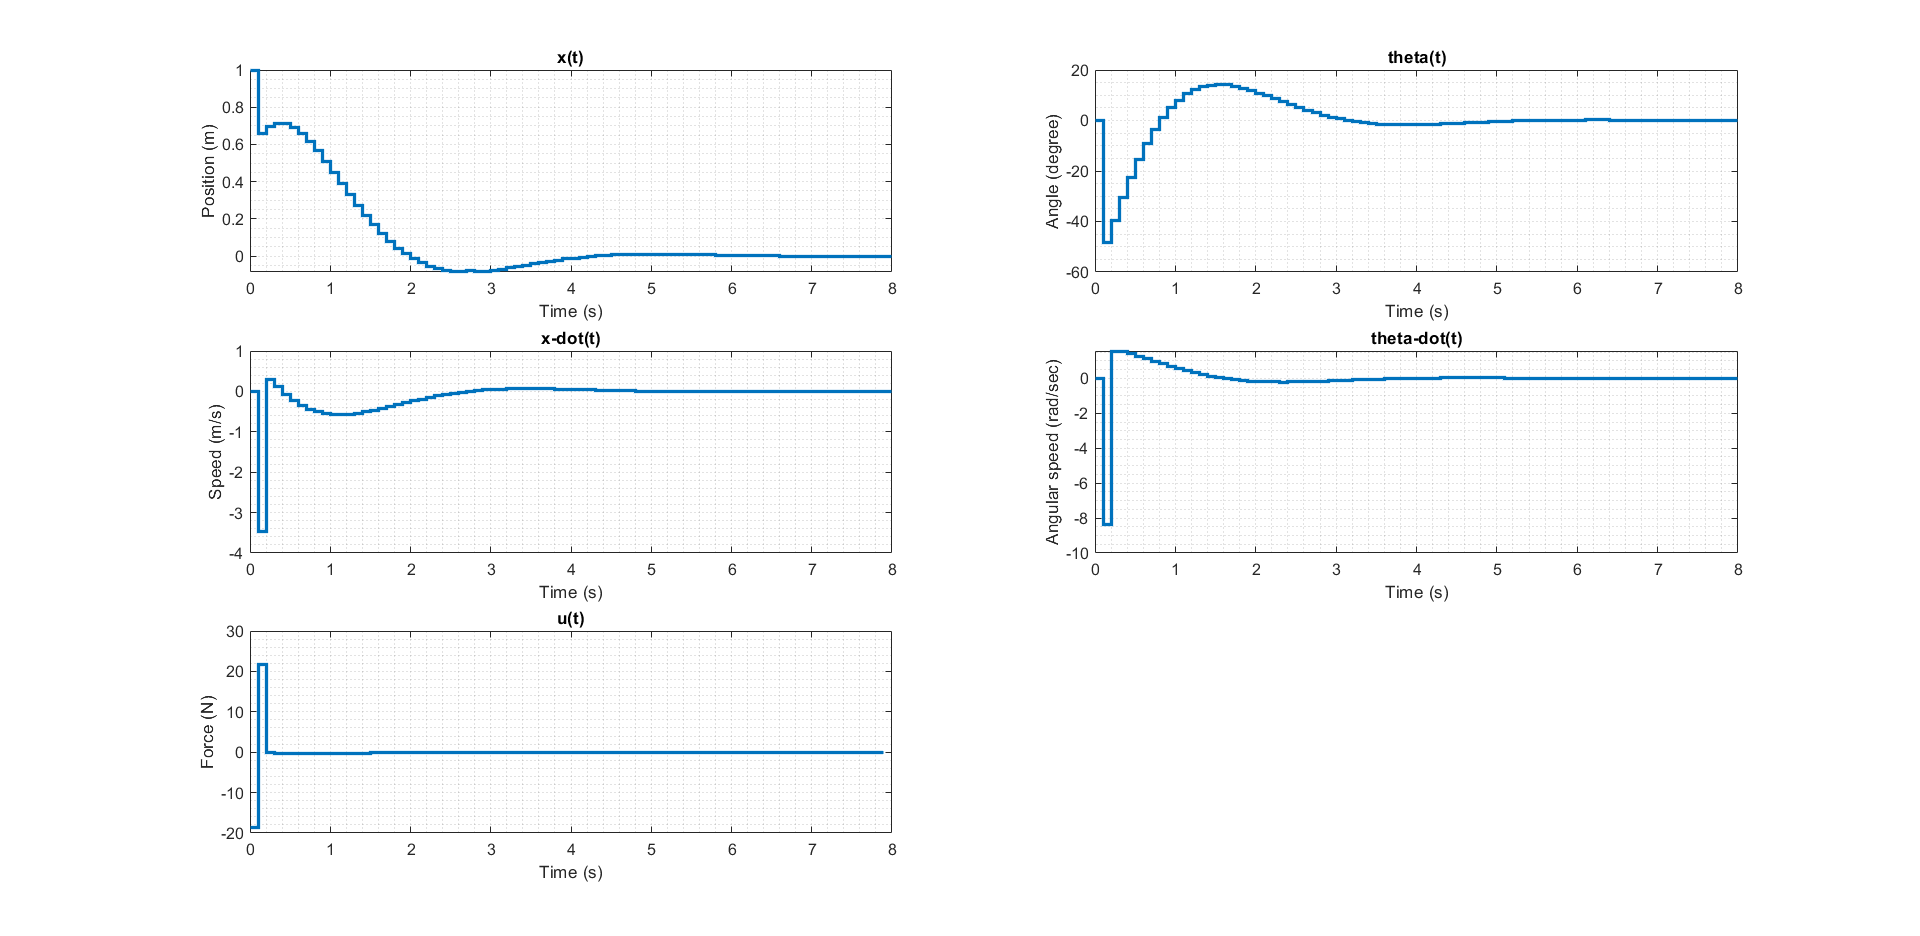 x(t)
Position (m)
1
0.8
0.6
0.4
0.2
0
0 1 2 3 4 5 6 7 8
Time (s)
theta(t)
Angle (degree)
20
0
-20
-40
-60
0 1 2 3 4 5 6 7 8
Time (s)
x-dot(t)
Speed (m/s)
1
0
-1
-2
-3
-4
0 1 2 3 4 5 6 7 8
Time (s)
theta-dot(t)
Angular speed (rad/sec)
0
-2
-4
-6
-8
-10
0 1 2 3 4 5 6 7 8
Time (s)
u(t)
Force (N)
30
20
10
0
-10
-20
0 1 2 3 4 5 6 7 8
Time (s)